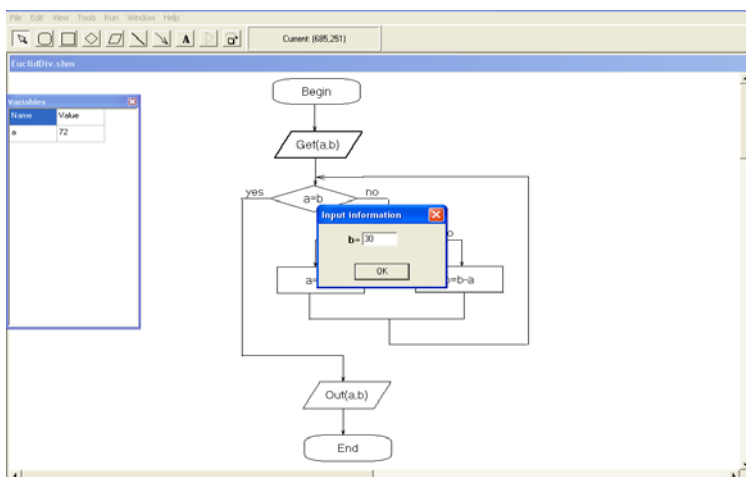 File Edit View Tools Run Window Help
A
Current: (685,251)
EuclidDiv.shm
Variables
Name Value
a 72
Begin
Get(a,b)
yes a=b no
Input information
b= 30
OK
a=
=b-a
Out(a,b)
End